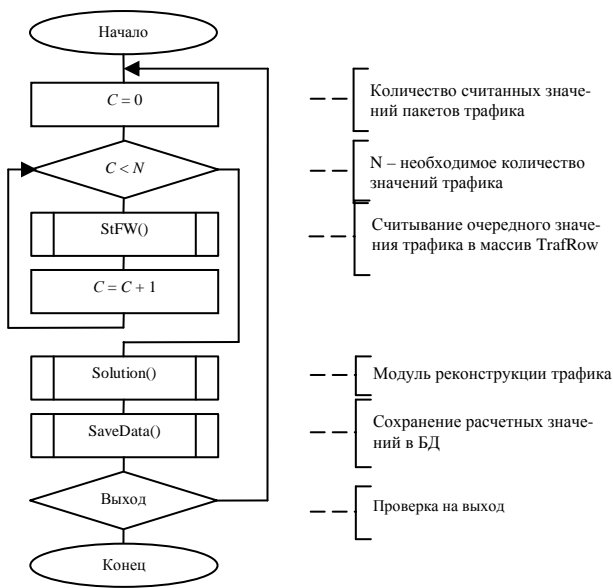 Начало
C = 0
Количество считанных значе-
ний пакетов трафика
C < N
N – необходимое количество
значений трафика
StFW()
Считывание очередного значе-
ния трафика в массив TrafRow
C = C + 1
Solution()
Модуль реконструкции трафика
SaveData()
Сохранение расчетных значе-
ний в БД
Выход
Проверка на выход
Конец